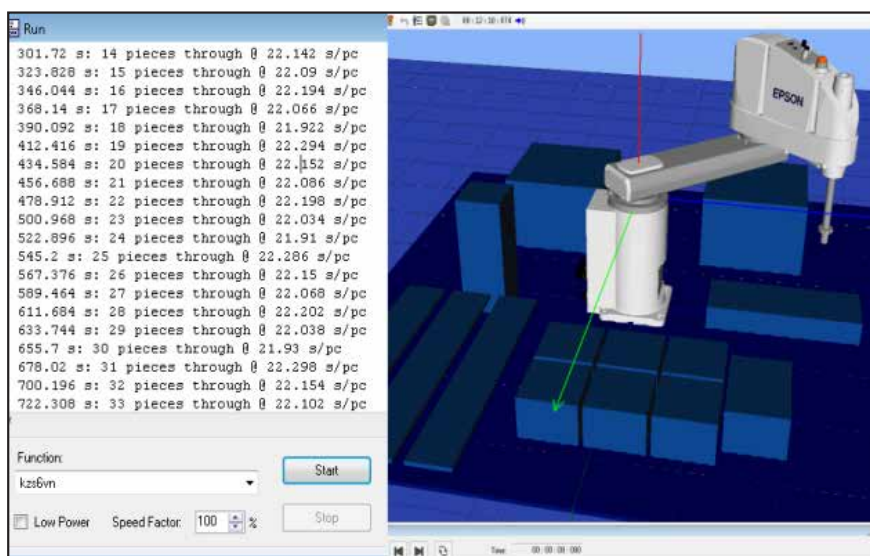 Run
301.72 s: 14 pieces through @ 22.142 s/pc
323.828 s: 15 pieces through @ 22.09 s/pc
346.044 s: 16 pieces through @ 22.194 s/pc
368.14 s: 17 pieces through @ 22.066 s/pc
390.092 s: 18 pieces through @ 21.922 s/pc
412.416 s: 19 pieces through @ 22.294 s/pc
434.584 s: 20 pieces through @ 22.152 s/pc
456.688 s: 21 pieces through @ 22.086 s/pc
478.912 s: 22 pieces through @ 22.198 s/pc
500.968 s: 23 pieces through @ 22.034 s/pc
522.896 s: 24 pieces through @ 21.91 s/pc
545.2 s: 25 pieces through @ 22.286 s/pc
567.376 s: 26 pieces through @ 22.15 s/pc
589.464 s: 27 pieces through @ 22.068 s/pc
611.684 s: 28 pieces through @ 22.202 s/pc
633.744 s: 29 pieces through @ 22.038 s/pc
655.7 s: 30 pieces through @ 21.93 s/pc
678.02 s: 31 pieces through @ 22.298 s/pc
700.196 s: 32 pieces through @ 22.154 s/pc
722.308 s: 33 pieces through @ 22.102 s/pc
Function:
kzs6vn
Start
Low Power Speed Factor: 100 %
Stop
EPSON
Time: